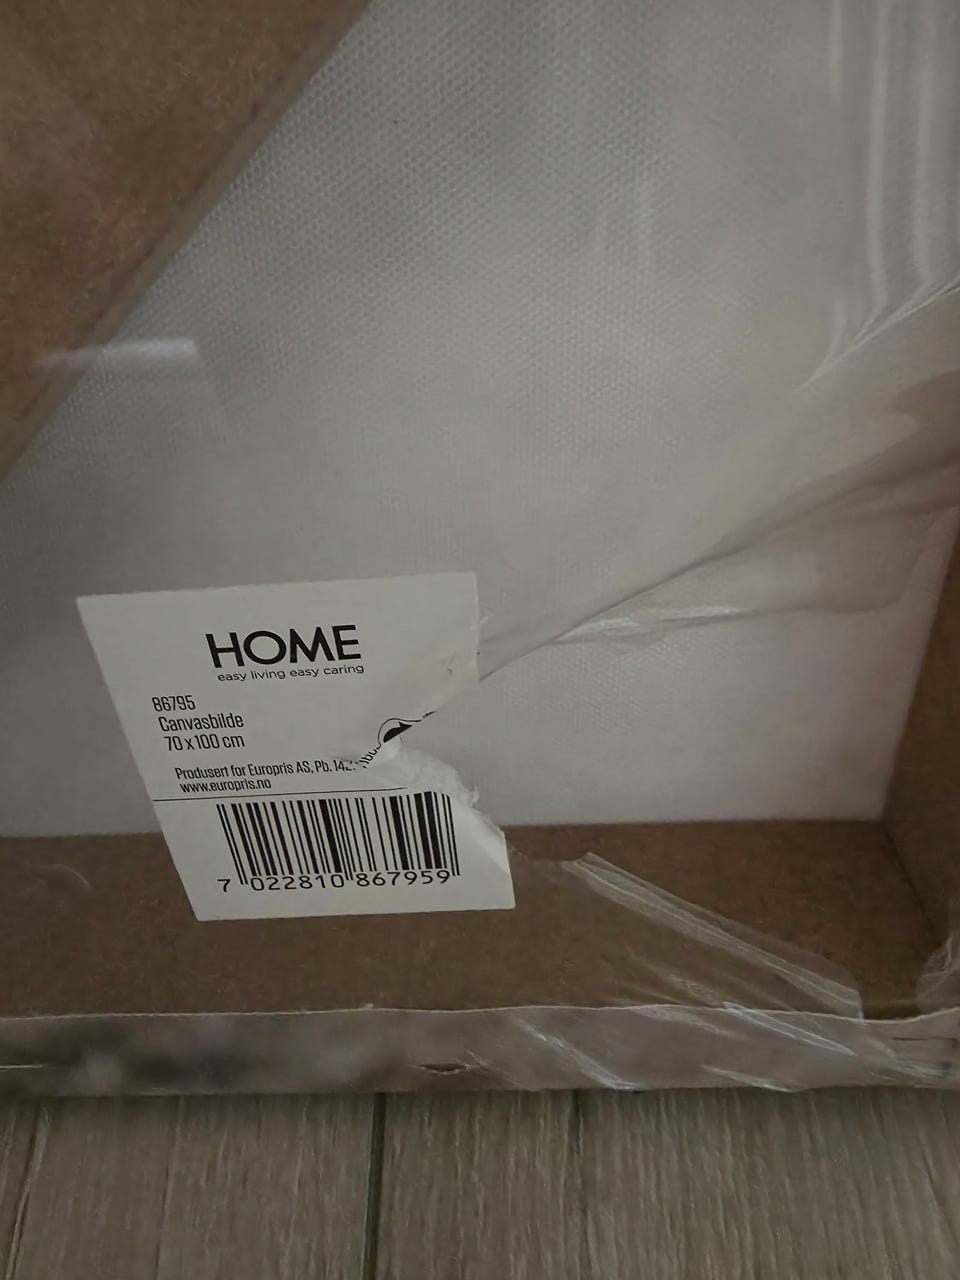 HOME
easy living easy caring
86795
Canvasbilde
70 x 100 cm
Produsert for Europris AS, Pb. 142
www.europris.no
7 022810 867959